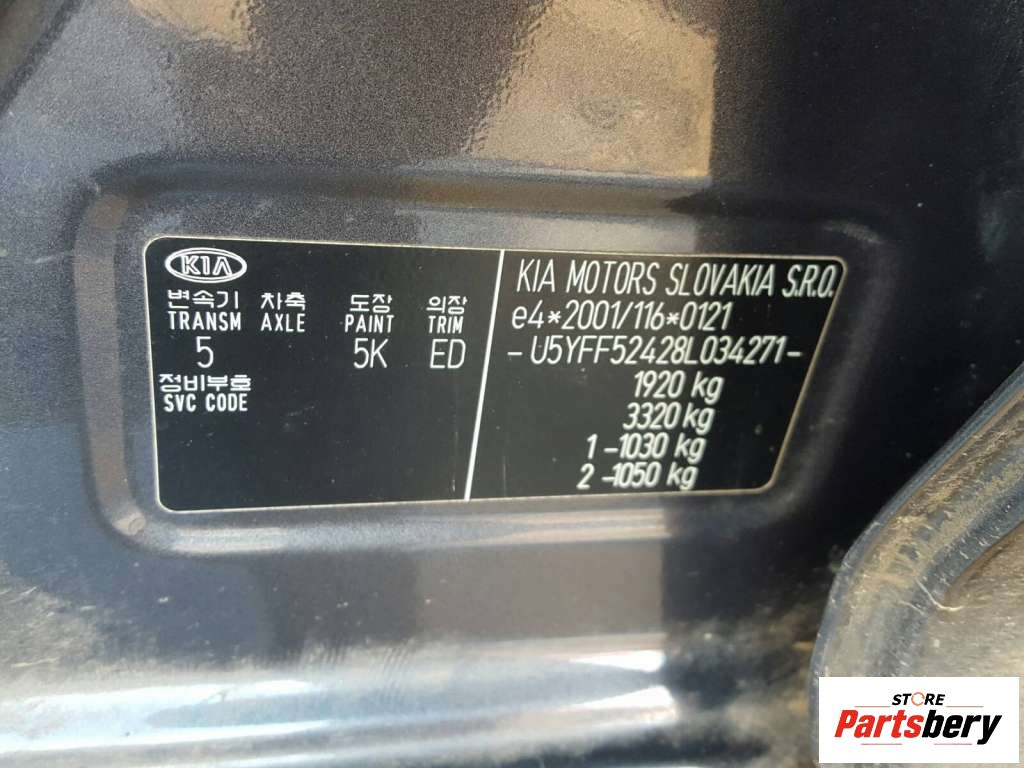 KIA
변속기 차축 도장 의장
TRANSM AXLE PAINT TRIM
5 5K ED
정비부호
SVC CODE
KIA MOTORS SLOVAKIA S.R.O.
e4*2001/116*0121
-U5YFF52428L034271-
1920 kg
3320 kg
1 -1030 kg
2 -1050 kg
STORE
Partsbery